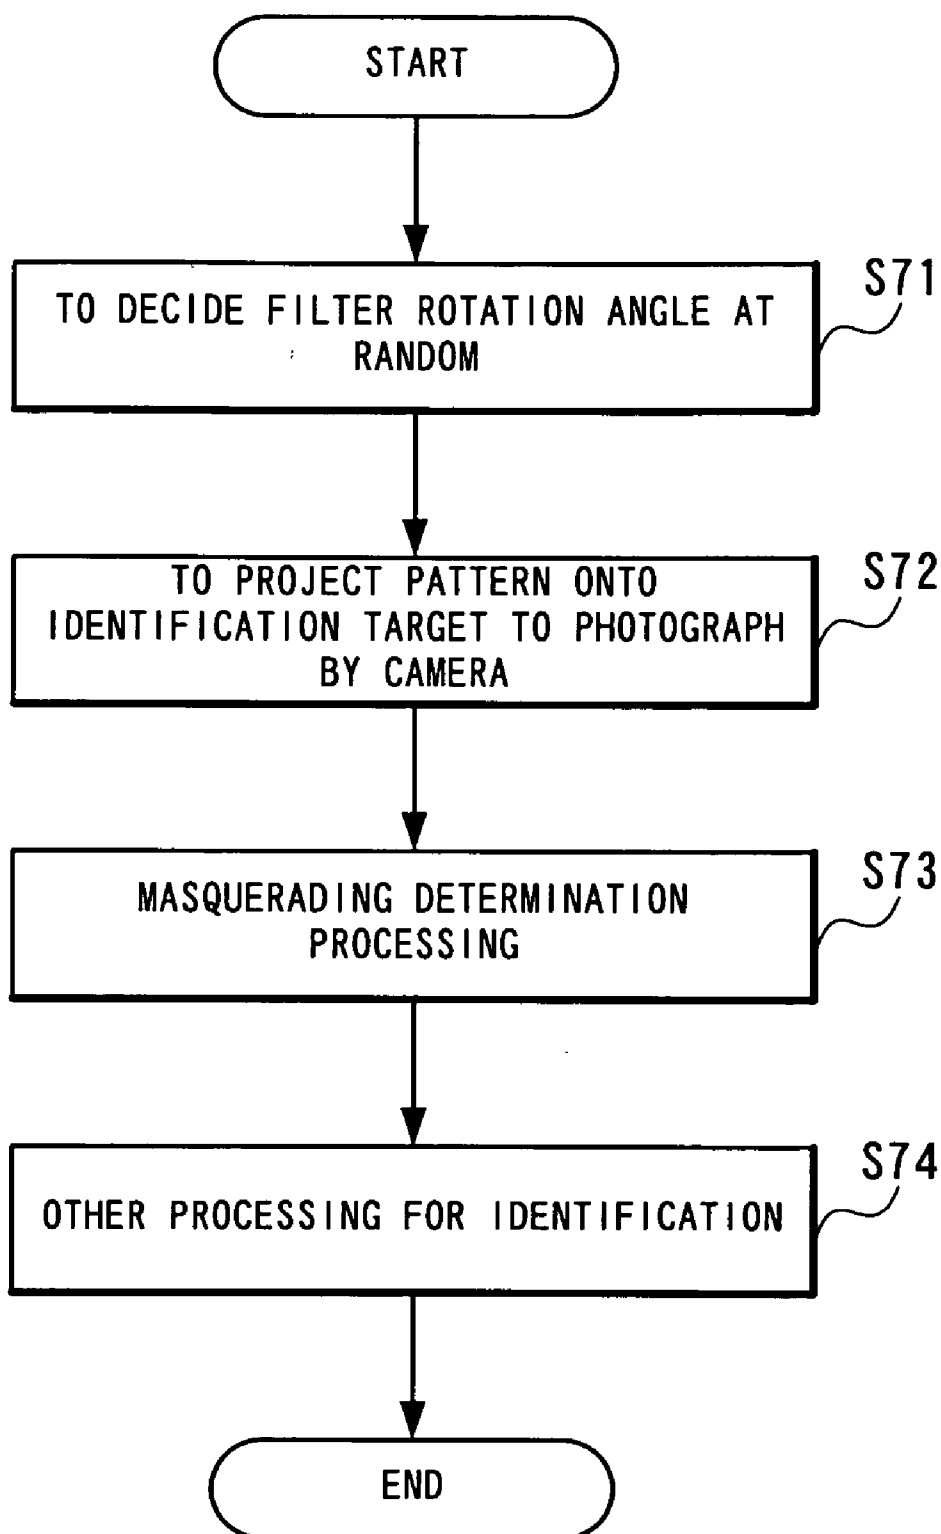 START
S71
TO DECIDE FILTER ROTATION ANGLE AT
RANDOM
S72
TO PROJECT PATTERN ONTO
IDENTIFICATION TARGET TO PHOTOGRAPH
BY CAMERA
S73
MASQUERADING DETERMINATION
PROCESSING
S74
OTHER PROCESSING FOR IDENTIFICATION
END